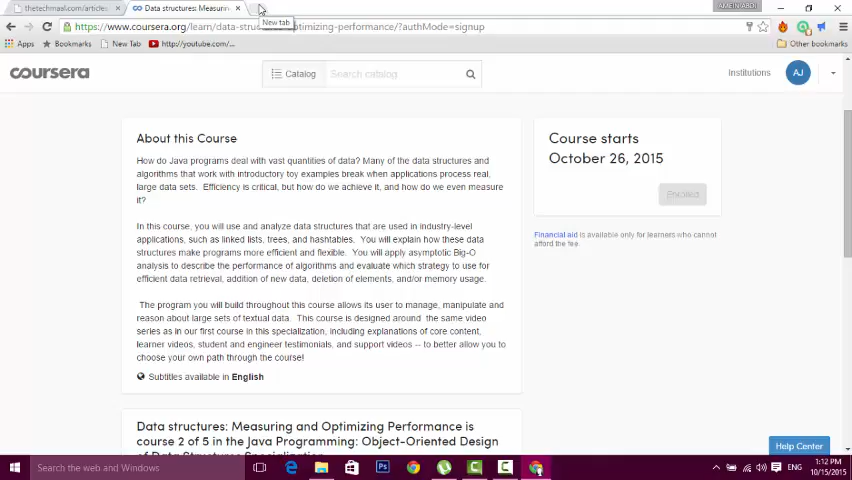 thetechmaal.com/articles
Data structures: Measurin
AMEIN ABDI
New tab
https://www.coursera.org/learn/data-struc
optimizing-performance/?authMode=signup
Apps
Bookmarks
New Tab
http://youtube.com/...
Other bookmarks
coursera
Catalog
Search catalog
Institutions
AJ
About this Course
How do Java programs deal with vast quantities of data? Many of the data structures and
algorithms that work with introductory toy examples break when applications process real,
large data sets. Efficiency is critical, but how do we achieve it, and how do we even measure
it?
In this course, you will use and analyze data structures that are used in industry-level
applications, such as linked lists, trees, and hashtables. You will explain how these data
structures make programs more efficient and flexible. You will apply asymptotic Big-O
analysis to describe the performance of algorithms and evaluate which strategy to use for
efficient data retrieval, addition of new data, deletion of elements, and/or memory usage.
The program you will build throughout this course allows its user to manage, manipulate and
reason about large sets of textual data. This course is designed around the same video
series as in our first course in this specialization, including explanations of core content,
learner videos, student and engineer testimonials, and support videos -- to better allow you to
choose your own path through the course!
Subtitles available in English
Course starts
October 26, 2015
Enrolled
Financial aid is available only for learners who cannot
afford the fee.
Data structures: Measuring and Optimizing Performance is
course 2 of 5 in the Java Programming: Object-Oriented Design
of Data Structures Specialization
Help Center
Search the web and Windows
ENG
1:12 PM
10/15/2015